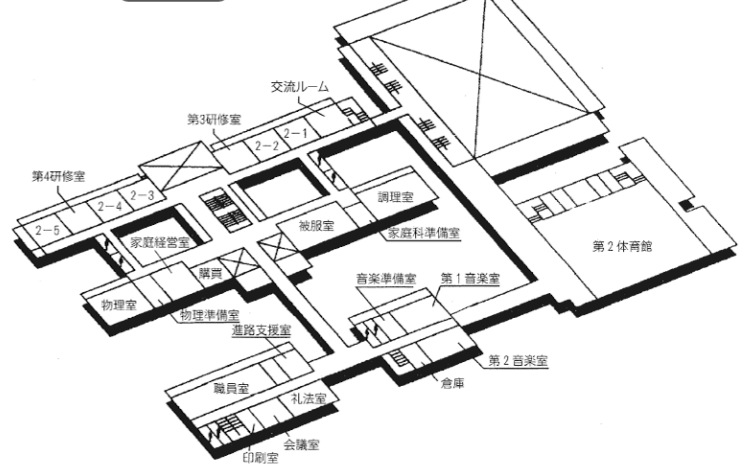 交流ルーム
第3研修室
2-1
2-2
第4研修室
2-3
2-4
2-5
調理室
被服室
家庭科準備室
家庭経営室
購買
物理室
物理準備室
第2体育館
音楽準備室
第1音楽室
進路支援室
第2音楽室
倉庫
職員室
礼法室
会議室
印刷室